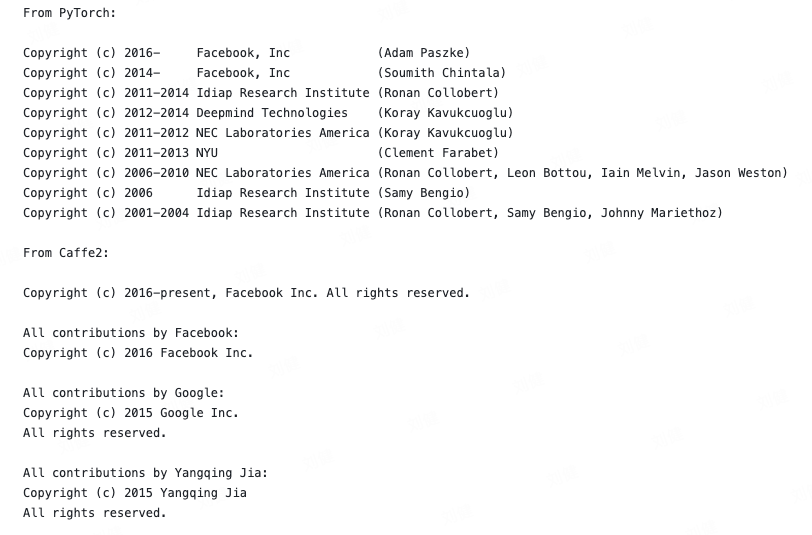 From PyTorch:

Copyright (c) 2016-     Facebook, Inc            (Adam Paszke)
Copyright (c) 2014-     Facebook, Inc            (Soumith Chintala)
Copyright (c) 2011-2014 Idiap Research Institute (Ronan Collobert)
Copyright (c) 2012-2014 Deepmind Technologies    (Koray Kavukcuoglu)
Copyright (c) 2011-2012 NEC Laboratories America (Koray Kavukcuoglu)
Copyright (c) 2011-2013 NYU                      (Clement Farabet)
Copyright (c) 2006-2010 NEC Laboratories America (Ronan Collobert, Leon Bottou, Iain Melvin, Jason Weston)
Copyright (c) 2006      Idiap Research Institute (Samy Bengio)
Copyright (c) 2001-2004 Idiap Research Institute (Ronan Collobert, Samy Bengio, Johnny Mariethoz)

From Caffe2:

Copyright (c) 2016-present, Facebook Inc. All rights reserved.

All contributions by Facebook:
Copyright (c) 2016 Facebook Inc.

All contributions by Google:
Copyright (c) 2015 Google Inc.
All rights reserved.

All contributions by Yangqing Jia:
Copyright (c) 2015 Yangqing Jia
All rights reserved.